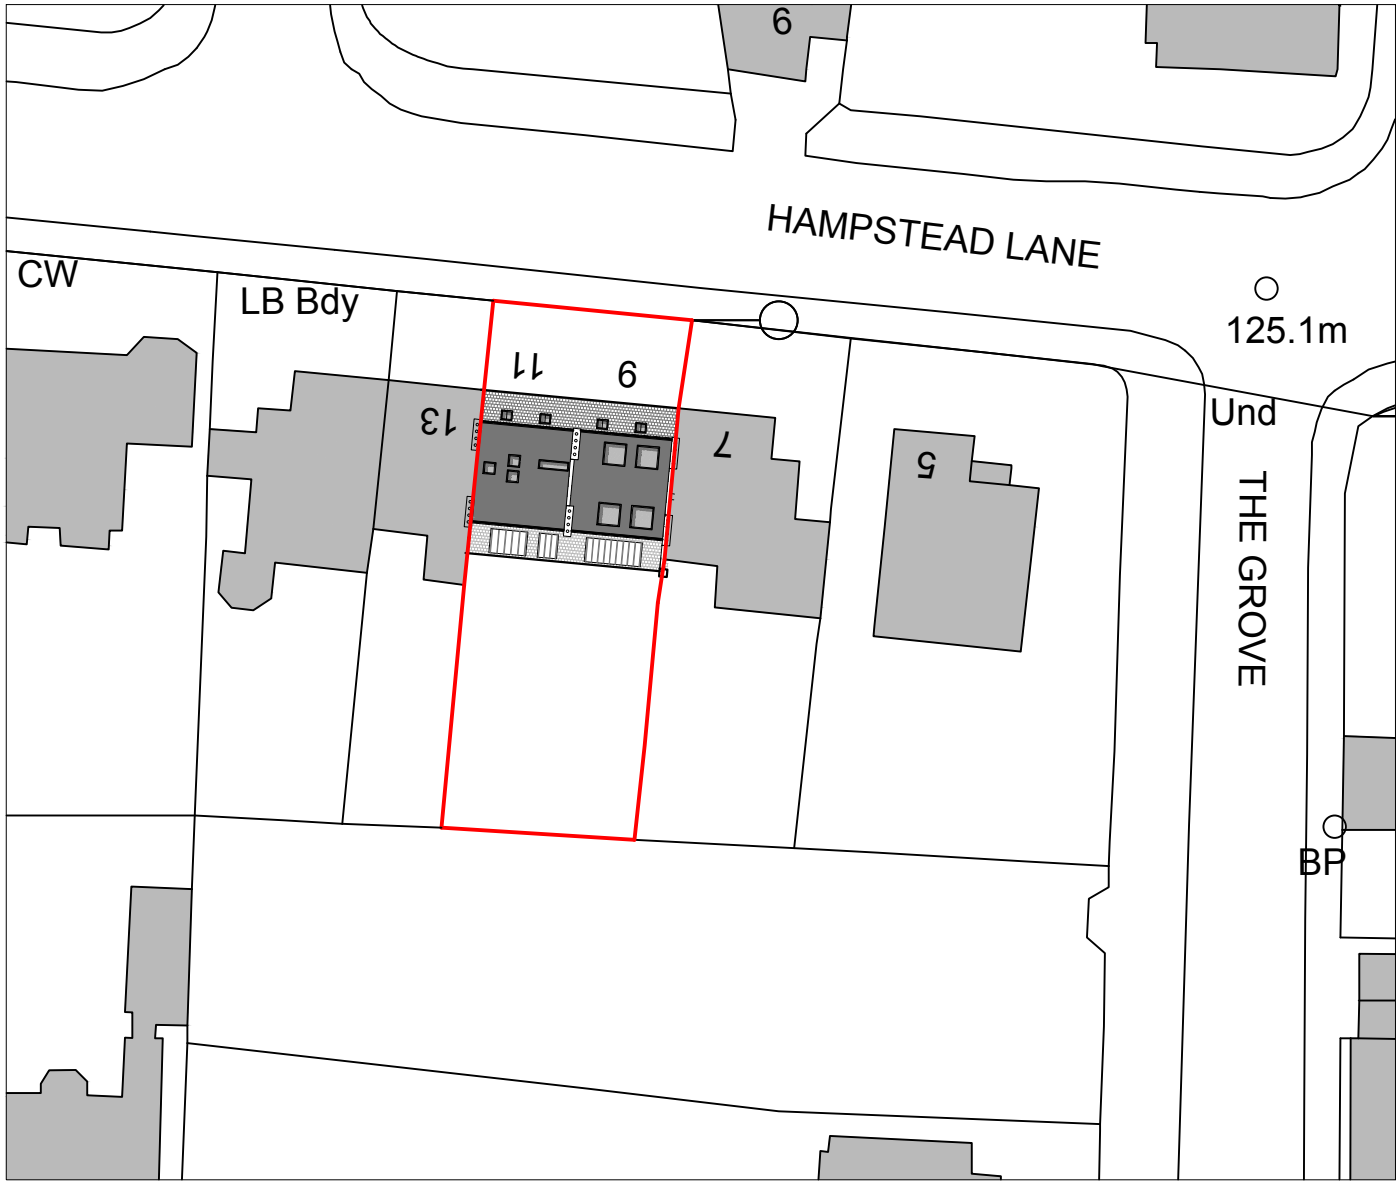 6
HAMPSTEAD LANE
CW
LB Bdy
125.1m
11
9
13
7
5
Und
THE GROVE
BP